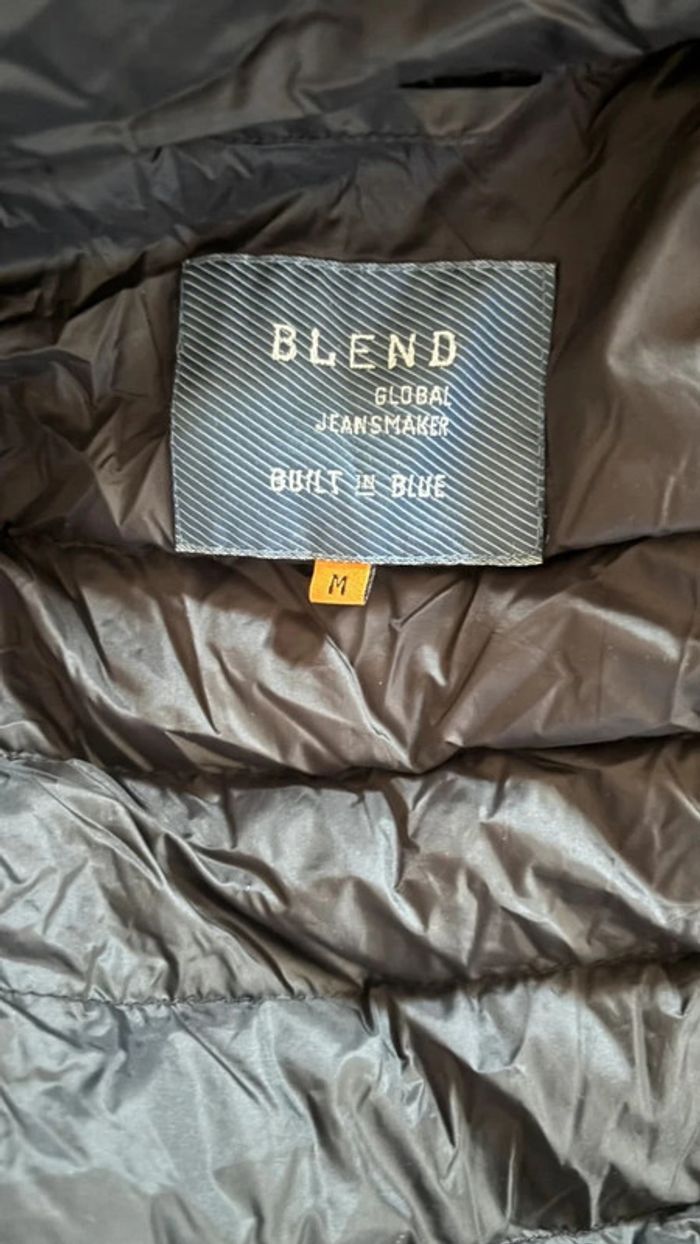 BLEND
GLOBAL
JEANSMAKER
BUILT IN BLUE
M